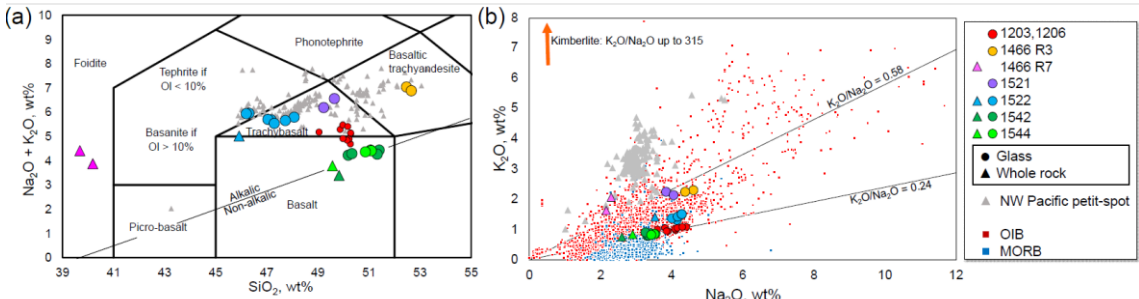 (a)
Na₂O + K₂O, wt%
10
9
8
7
6
5
4
3
2
1
0
Foidite
Tephrite if
Ol < 10%
Basanite if
Ol > 10%
Phonotephrite
Basaltic
trachyandesite
Trachybasalt
Alkalic
Non-alkalic
Basalt
Picro-basalt
39 41 43 45 47 49 51 53 55
SiO₂, wt%
(b)
K₂O, wt%
8
7
6
5
4
3
2
1
0
Kimberlite: K₂O/Na₂O up to 315
K₂O/Na₂O = 0.58
K₂O/Na₂O = 0.24
0 2 4 6 8 10 12
Na₂O, wt%
1203,1206
1466 R3
1466 R7
1521
1522
1542
1544
Glass
Whole rock
NW Pacific petit-spot
OIB
MORB